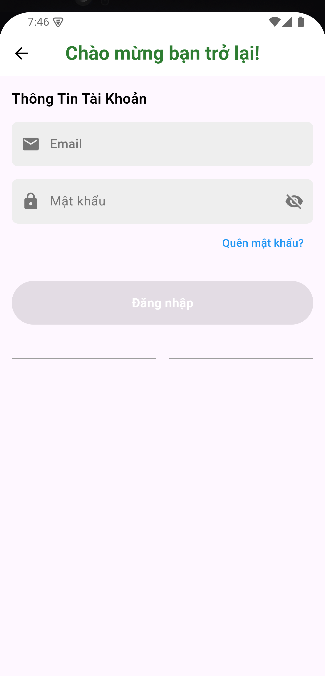 7:46
Chào mừng bạn trở lại!
Thông Tin Tài Khoản
Email
Mật khẩu
Quên mật khẩu?
Đăng nhập